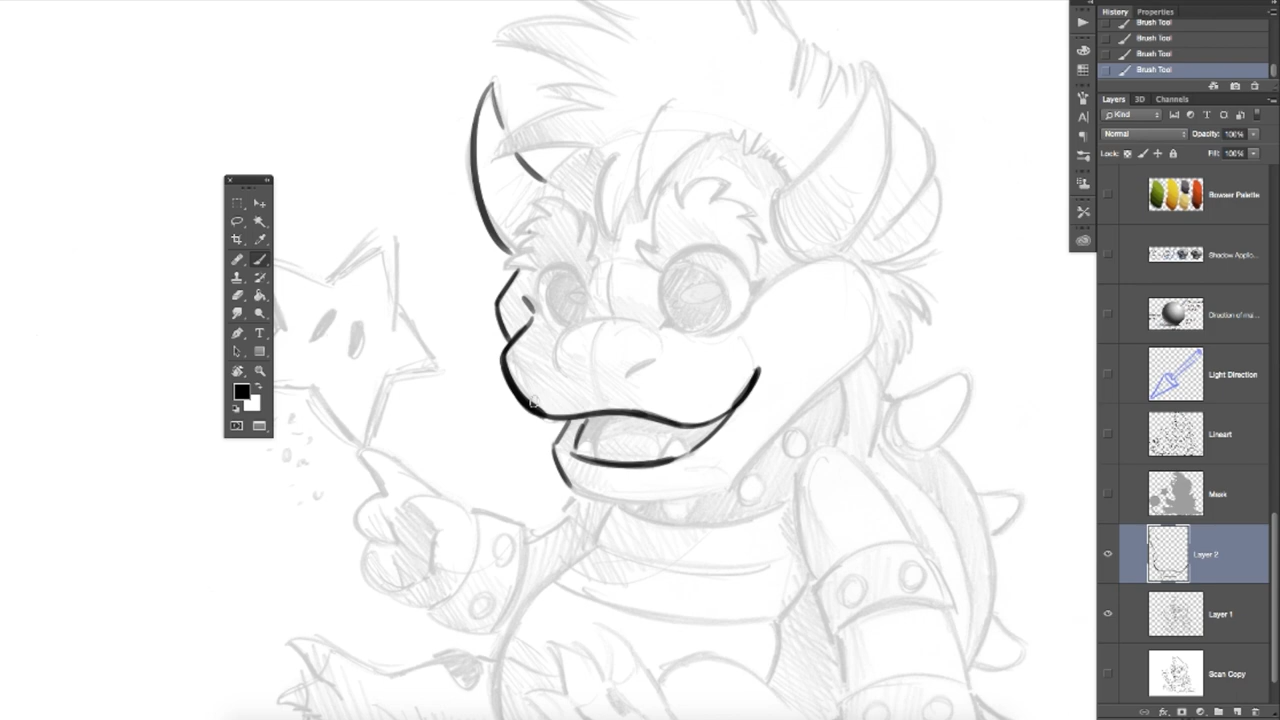 History Properties
Brush Tool
Brush Tool
Brush Tool
Brush Tool
Layers 3D Channels
Kind
Normal Opacity: 100%
Lock: Fill: 100%
Bowser Palette
Shadow Applic...
Direction of ma...
Light Direction
Lineart
Mask
Layer 2
Layer 1
Scan Copy